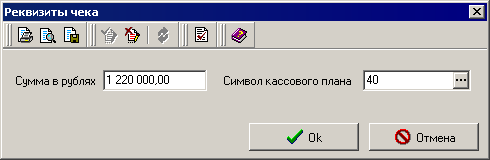 Реквизиты чека
Сумма в рублях 1 220 000,00 Символ кассового плана 40 ...
Ok Отмена